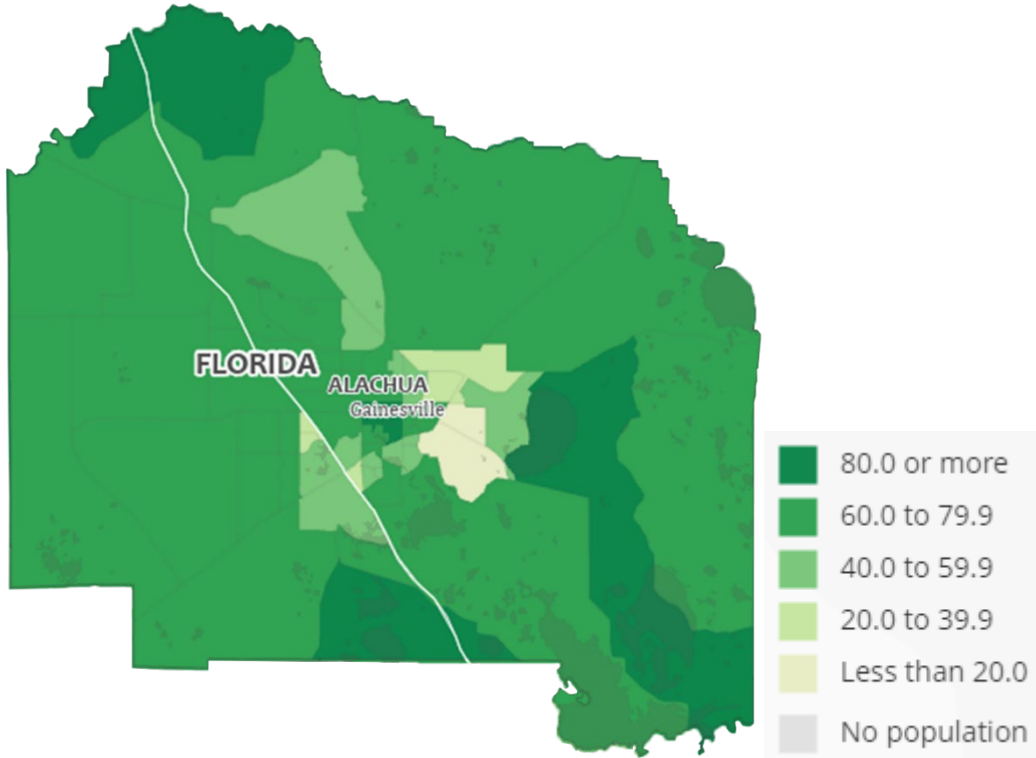 FLORIDA
ALACHUA
Gainesville
80.0 or more
60.0 to 79.9
40.0 to 59.9
20.0 to 39.9
Less than 20.0
No population